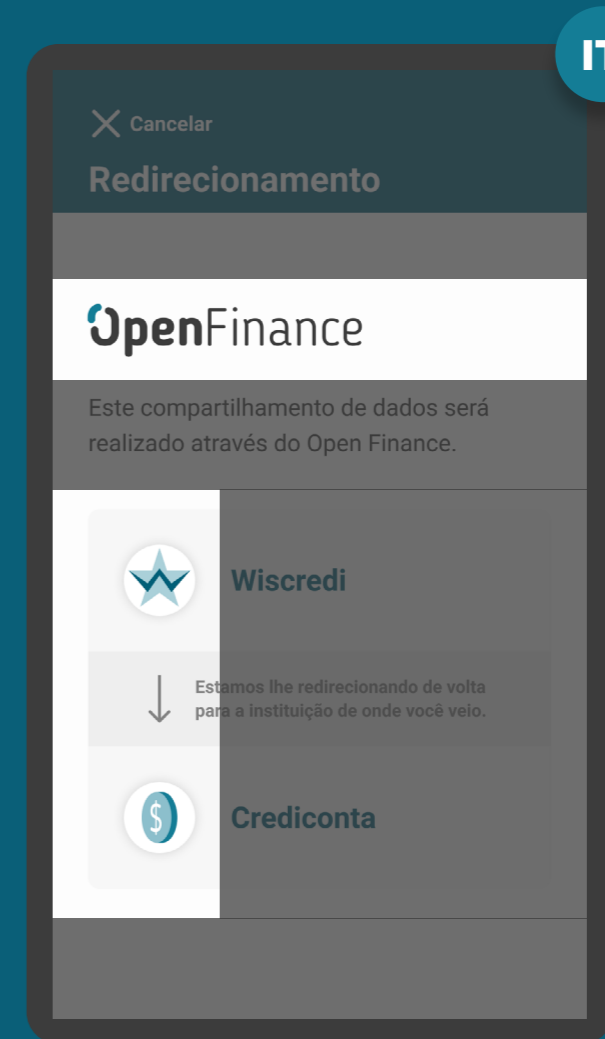 IT
Cancelar
Redirecionamento
OpenFinance
Este compartilhamento de dados será
realizado através do Open Finance.
Wiscredi
Estamos lhe redirecionando de volta
para a instituição de onde você veio.
$
Crediconta